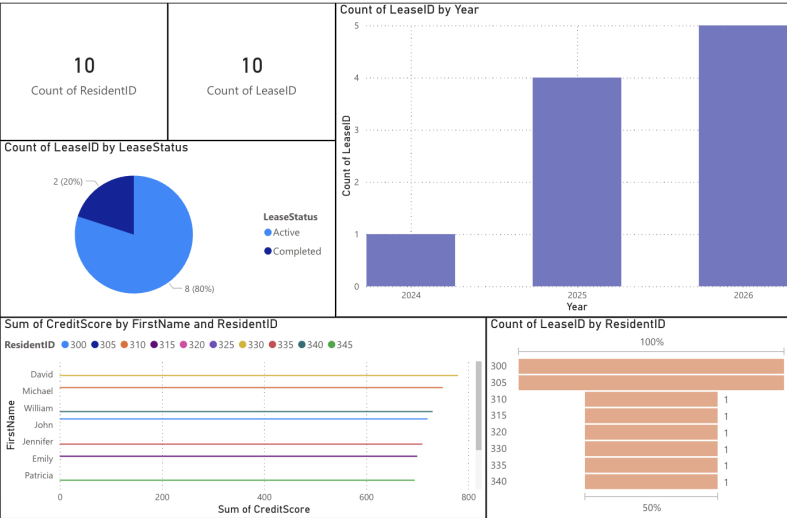 10
Count of ResidentID
10
Count of LeaseID
Count of LeaseID by LeaseStatus
2 (20%)
8 (80%)
LeaseStatus
Active
Completed
Count of LeaseID by Year
Count of LeaseID
5
4
3
2
1
0
2024
2025
2026
Year
Sum of CreditScore by FirstName and ResidentID
ResidentID 300 305 310 315 320 325 330 335 340 345
FirstName
David
Michael
William
John
Jennifer
Emily
Patricia
0 200 400 600 800
Sum of CreditScore
Count of LeaseID by ResidentID
100%
300
305
310 1
315 1
320 1
330 1
335 1
340 1
50%